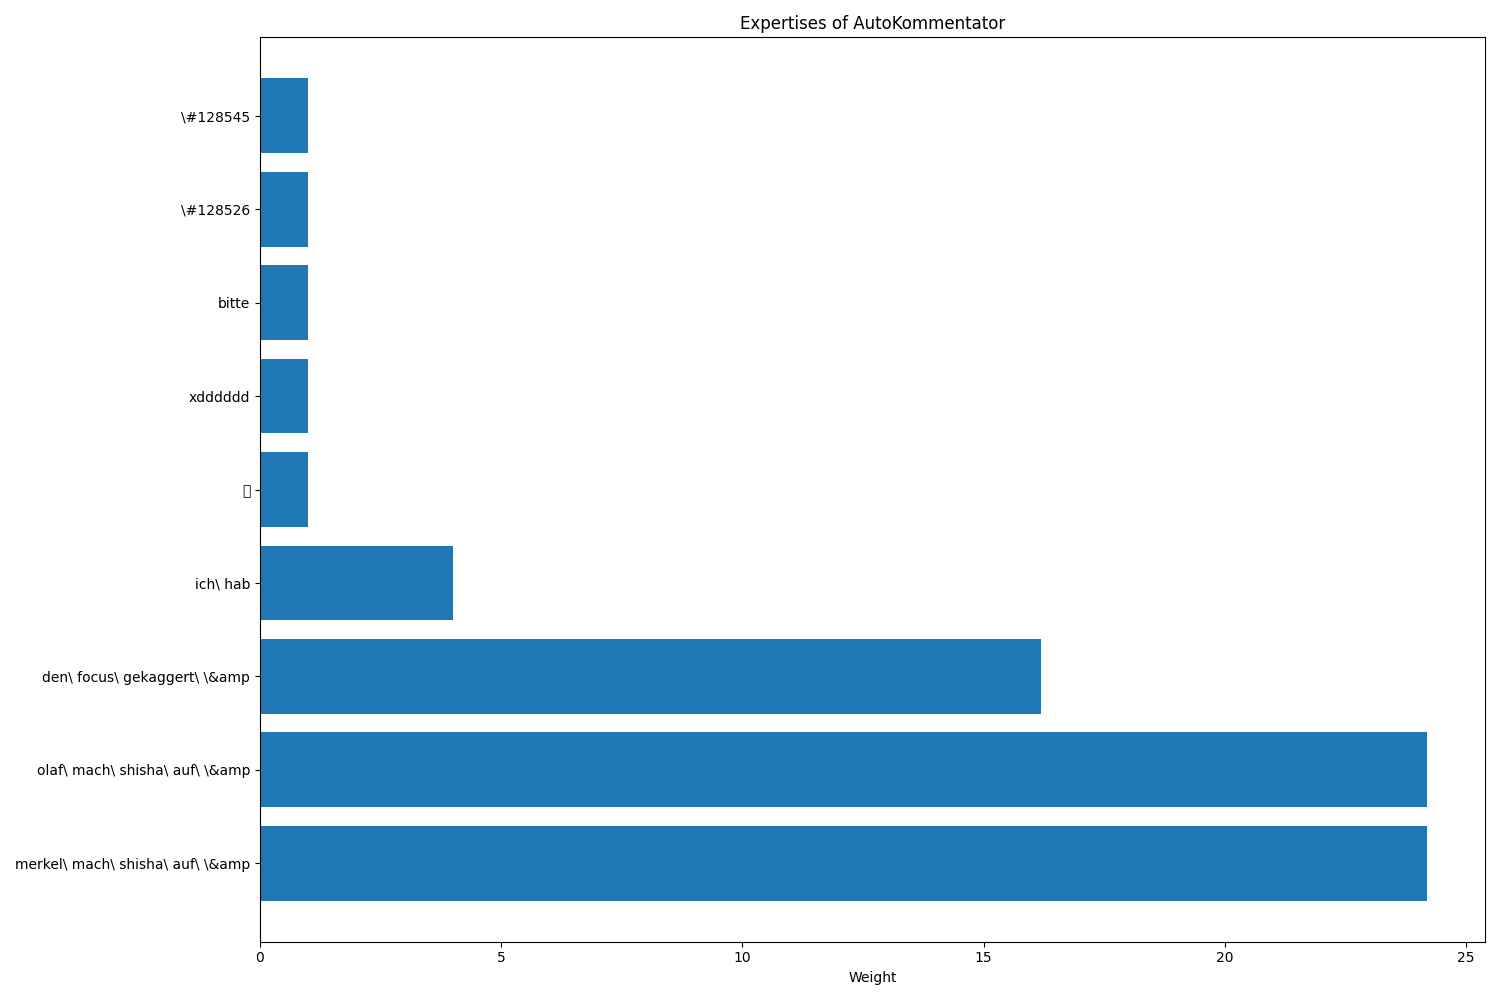 Expertises of AutoKommentator
\#128545
\#128526
bitte
xdddddd
ich\ hab
den\ focus\ gekaggert\ \&amp
olaf\ mach\ shisha\ auf\ \&amp
merkel\ mach\ shisha\ auf\ \&amp
0 5 10 15 20 25
Weight